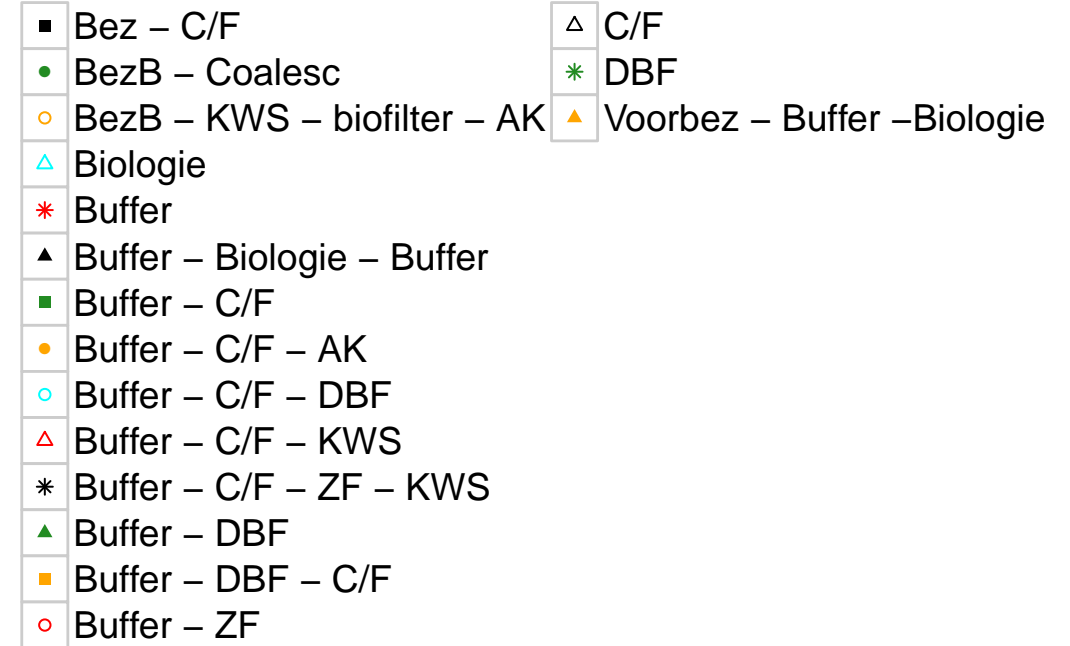 Bez – C/F
BezB – Coalesc
BezB – KWS – biofilter – AK
Biologie
Buffer
Buffer – Biologie – Buffer
Buffer – C/F
Buffer – C/F – AK
Buffer – C/F – DBF
Buffer – C/F – KWS
Buffer – C/F – ZF – KWS
Buffer – DBF
Buffer – DBF – C/F
Buffer – ZF
C/F
DBF
Voorbez – Buffer –Biologie